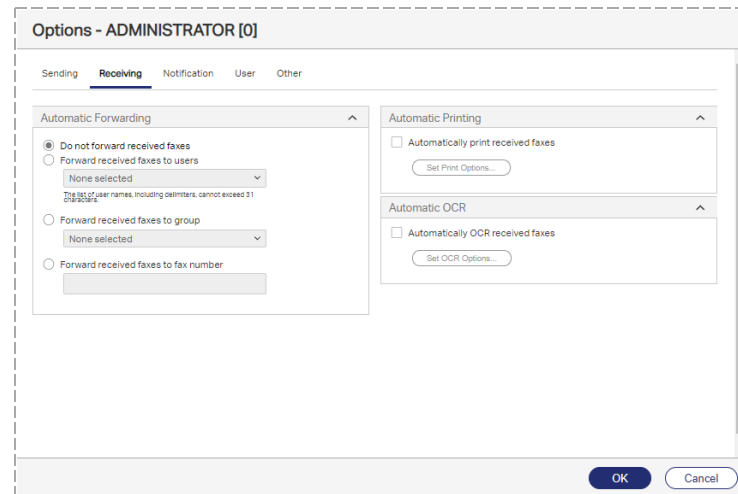 Options - ADMINISTRATOR [0]
Sending Receiving Notification User Other
Automatic Forwarding
Do not forward received faxes
Forward received faxes to users
None selected
The list of user names, including delimiters, cannot exceed 31
characters.
Forward received faxes to group
None selected
Forward received faxes to fax number
Automatic Printing
Automatically print received faxes
Set Print Options...
Automatic OCR
Automatically OCR received faxes
Set OCR Options...
OK Cancel